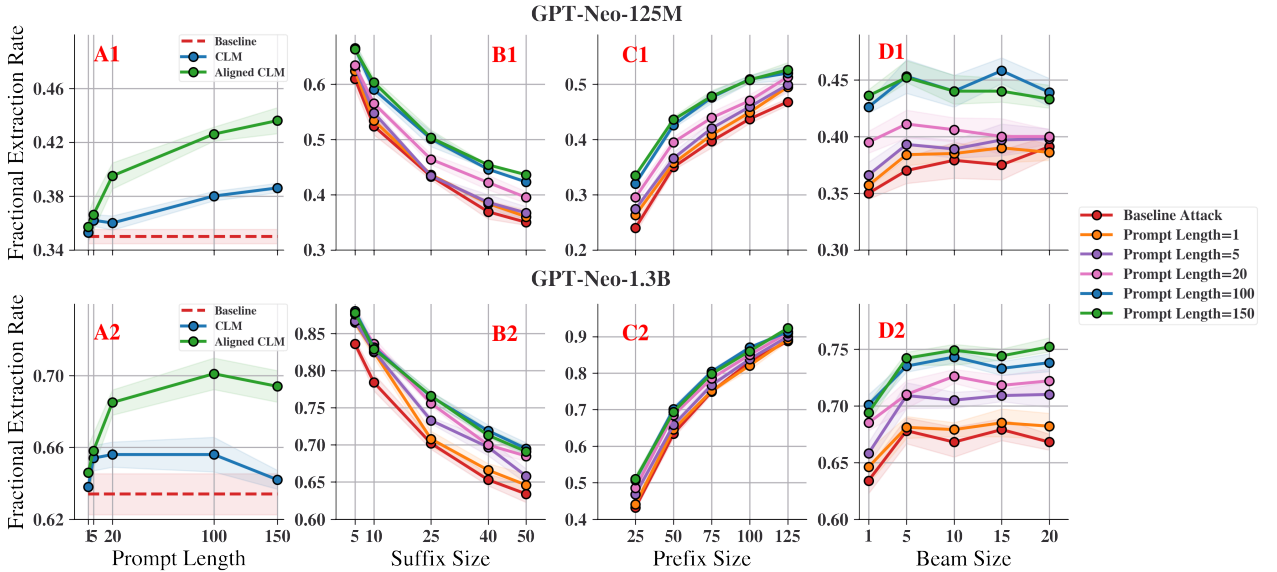 GPT-Neo-125M
Fractional Extraction Rate
0.46
0.42
0.38
0.34
A1
Baseline
CLM
Aligned CLM
0.6
0.5
0.4
0.3
B1
0.5
0.4
0.3
0.2
C1
0.45
0.40
0.35
0.30
D1
Baseline Attack
Prompt Length=1
Prompt Length=5
Prompt Length=20
Prompt Length=100
Prompt Length=150
GPT-Neo-1.3B
Fractional Extraction Rate
0.70
0.66
0.62
A2
Baseline
CLM
Aligned CLM
1 5 20 100 150
Prompt Length
0.85
0.80
0.75
0.70
0.65
0.60
B2
5 10 25 40 50
Suffix Size
0.9
0.8
0.7
0.6
0.5
0.4
C2
25 50 75 100 125
Prefix Size
0.75
0.70
0.65
0.60
D2
1 5 10 15 20
Beam Size